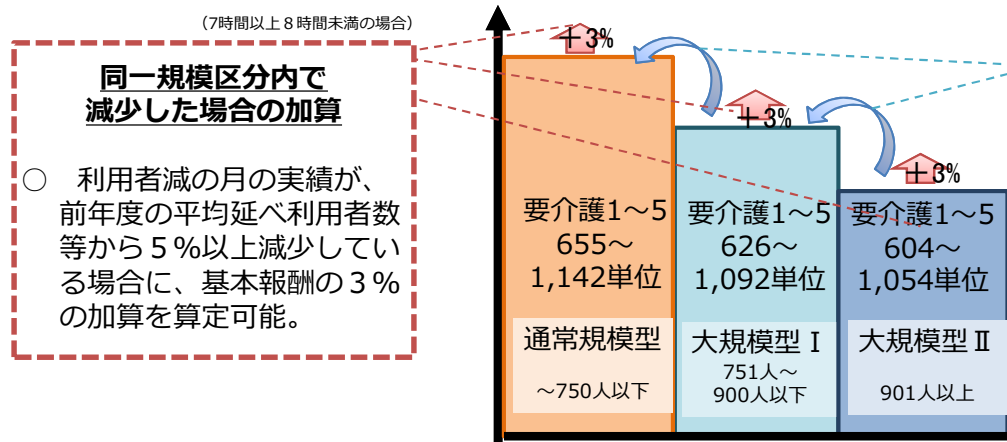 （7時間以上８時間未満の場合）
同一規模区分内で
減少した場合の加算
○　利用者減の月の実績が、
前年度の平均延べ利用者数
等から５％以上減少してい
る場合に、基本報酬の３％
の加算を算定可能。
＋3%
＋3%
＋3%
要介護1～5
655～
1,142単位
通常規模型
～750人以下
要介護1～5
626～
1,092単位
大規模型Ⅰ
751人～
900人以下
要介護1～5
604～
1,054単位
大規模型Ⅱ
901人以上